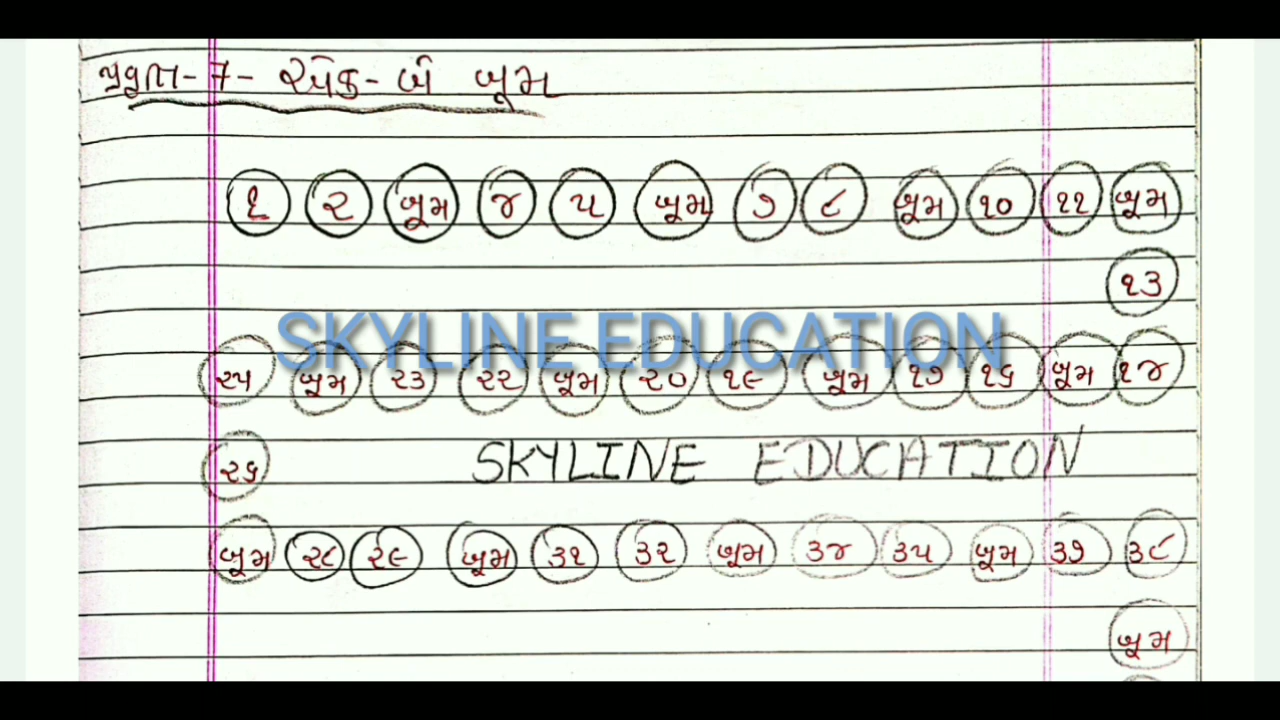 પ્રવૃત્તિ - 7 - એક - બે બૂમ
૧ ૨ બૂમ ૪ ૫ બૂમ ૭ ૮ બૂમ ૧૦ ૧૧ બૂમ
૧૩
SKYLINE EDUCATION
૨૫ બૂમ ૨૩ ૨૨ બૂમ ૨૦ ૧૯ બૂમ ૧૭ ૧૬ બૂમ ૧૪
૨૬ SKYLINE EDUCATION
બૂમ ૨૮ ૨૯ બૂમ ૩૧ ૩૨ બૂમ ૩૪ ૩૫ બૂમ ૩૭ ૩૮
બૂમ